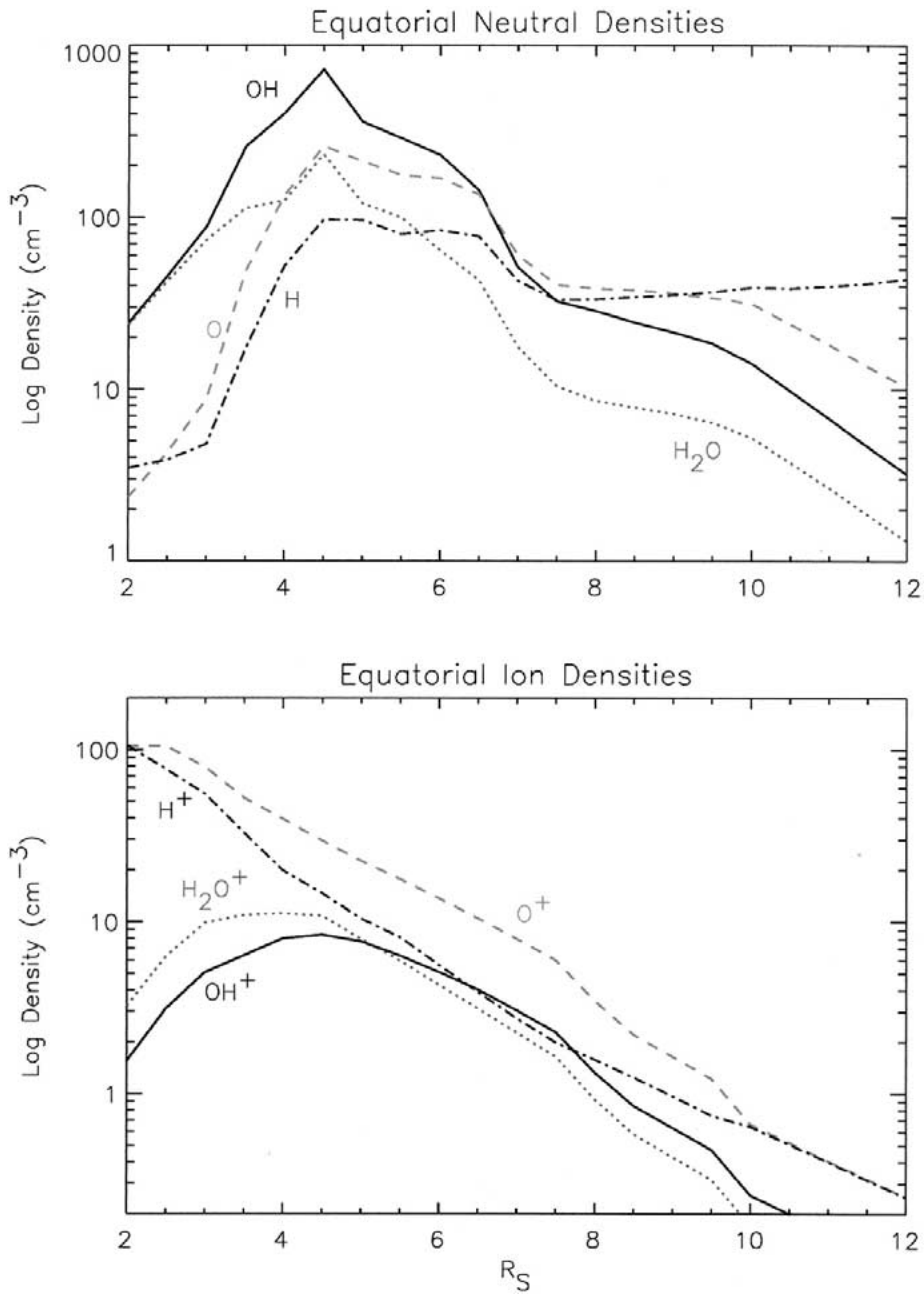 Equatorial Neutral Densities
Log Density (cm⁻³)
1000
100
10
1
OH
O
H
H₂O
2 4 6 8 10 12
Equatorial Ion Densities
Log Density (cm⁻³)
100
10
1
H⁺
H₂O⁺
OH⁺
O⁺
2 4 6 8 10 12
R_S